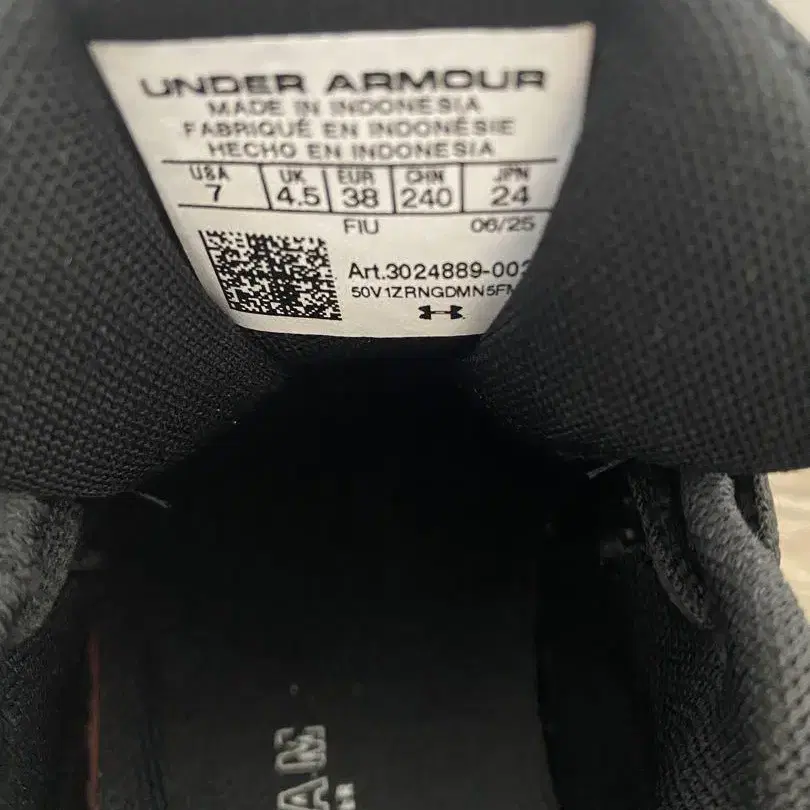 UNDER ARMOUR
MADE IN INDONESIA
FABRIQUÉ EN INDONÉSIE
HECHO EN INDONESIA
USA UK EUR CHN JPN
7 4.5 38 240 24
FIU 06/25
Art.3024889-002
50V1ZRNGDMN5FM